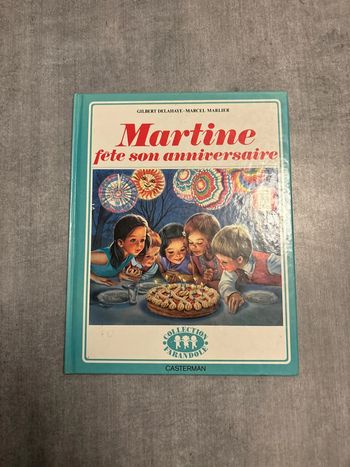 GILBERT DELAHAYE - MARCEL MARLIER
Martine
fête son anniversaire
COLLECTION
FARANDOLE
CASTERMAN